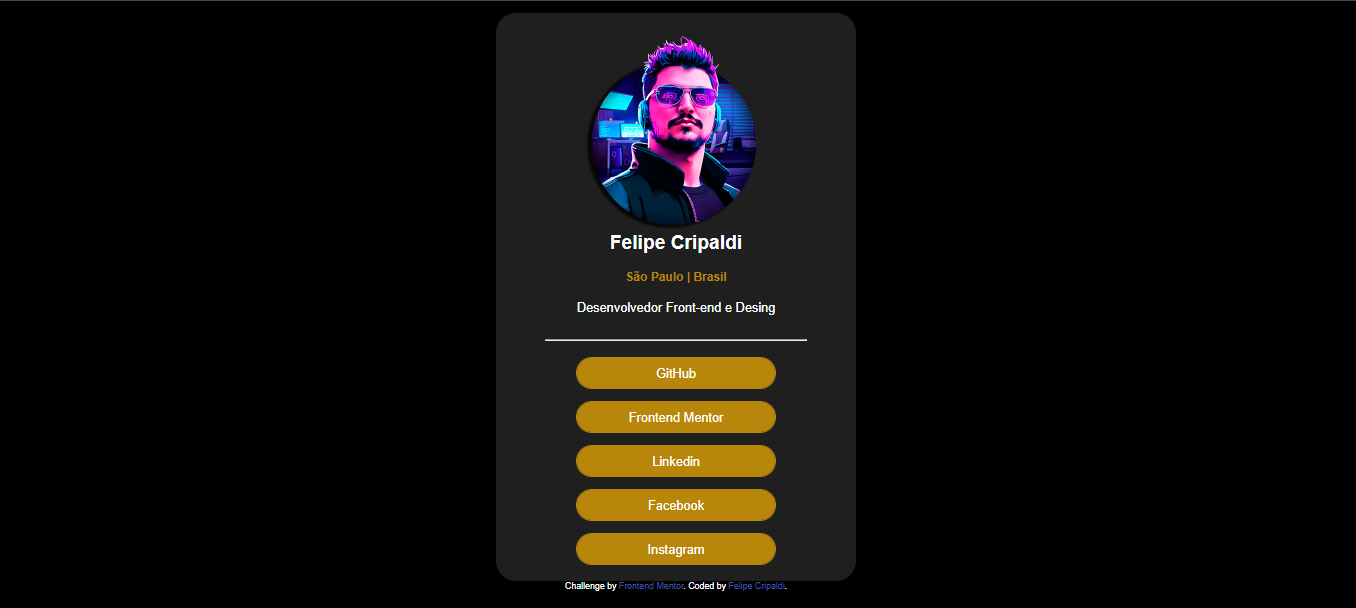 Felipe Cripaldi
São Paulo | Brasil
Desenvolvedor Front-end e Desing
GitHub
Frontend Mentor
Linkedin
Facebook
Instagram
Challenge by Frontend Mentor. Coded by Felipe Cripaldi.